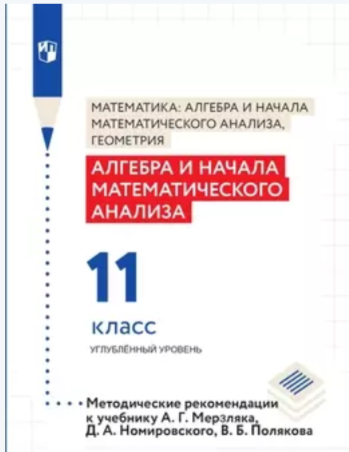 МАТЕМАТИКА: АЛГЕБРА И НАЧАЛА
МАТЕМАТИЧЕСКОГО АНАЛИЗА,
ГЕОМЕТРИЯ
АЛГЕБРА И НАЧАЛА
МАТЕМАТИЧЕСКОГО
АНАЛИЗА
11
класс
УГЛУБЛЁННЫЙ УРОВЕНЬ
Методические рекомендации
к учебнику А. Г. Мерзляка,
Д. А. Номировского, В. Б. Полякова